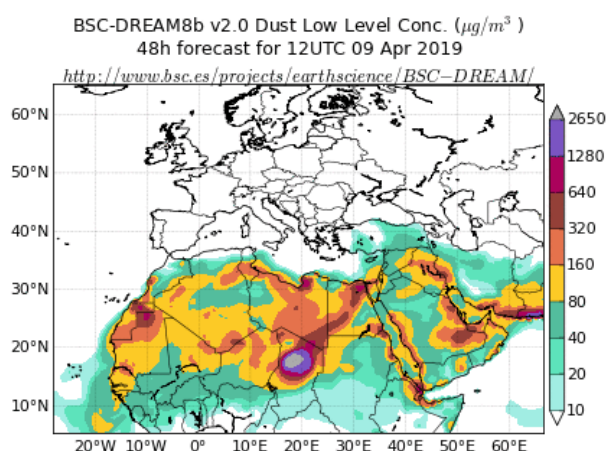 BSC-DREAM8b v2.0 Dust Low Level Conc. (μg/m³ )
48h forecast for 12UTC 09 Apr 2019
http://www.bsc.es/projects/earthscience/BSC−DREAM/
60°N
50°N
40°N
30°N
20°N
10°N
20°W 10°W 0° 10°E 20°E 30°E 40°E 50°E 60°E
2650
1280
640
320
160
80
40
20
10